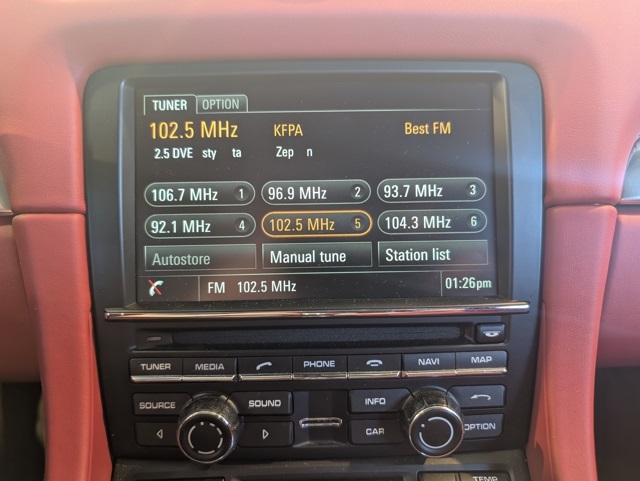 TUNER OPTION
102.5 MHz KFPA Best FM
2.5 DVE sty ta Zep n
106.7 MHz 1 96.9 MHz 2 93.7 MHz 3
92.1 MHz 4 102.5 MHz 5 104.3 MHz 6
Autostore Manual tune Station list
FM 102.5 MHz 01:26pm
TUNER MEDIA PHONE NAVI MAP
SOURCE SOUND INFO
CAR OPTION
TEMP